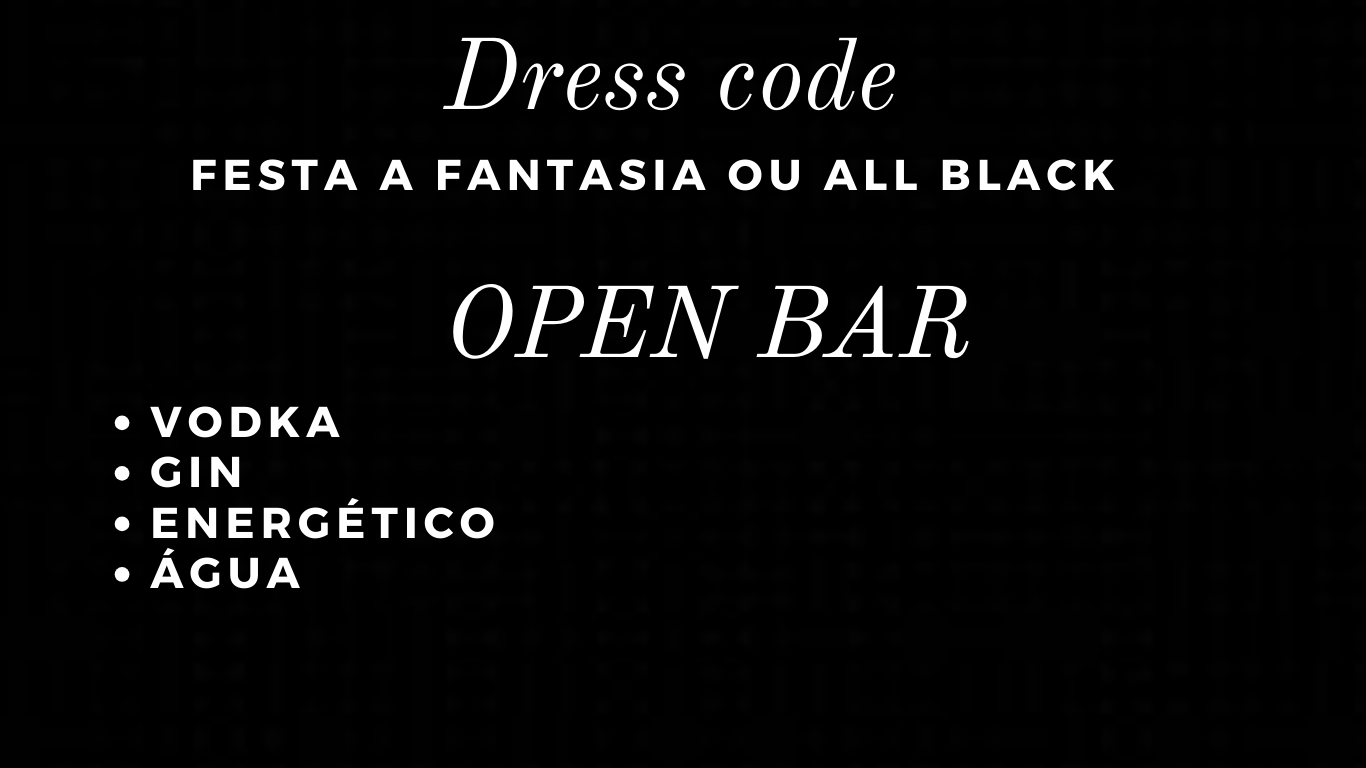 Dress code
FESTA A FANTASIA OU ALL BLACK
OPEN BAR
• VODKA
• GIN
• ENERGÉTICO
• ÁGUA